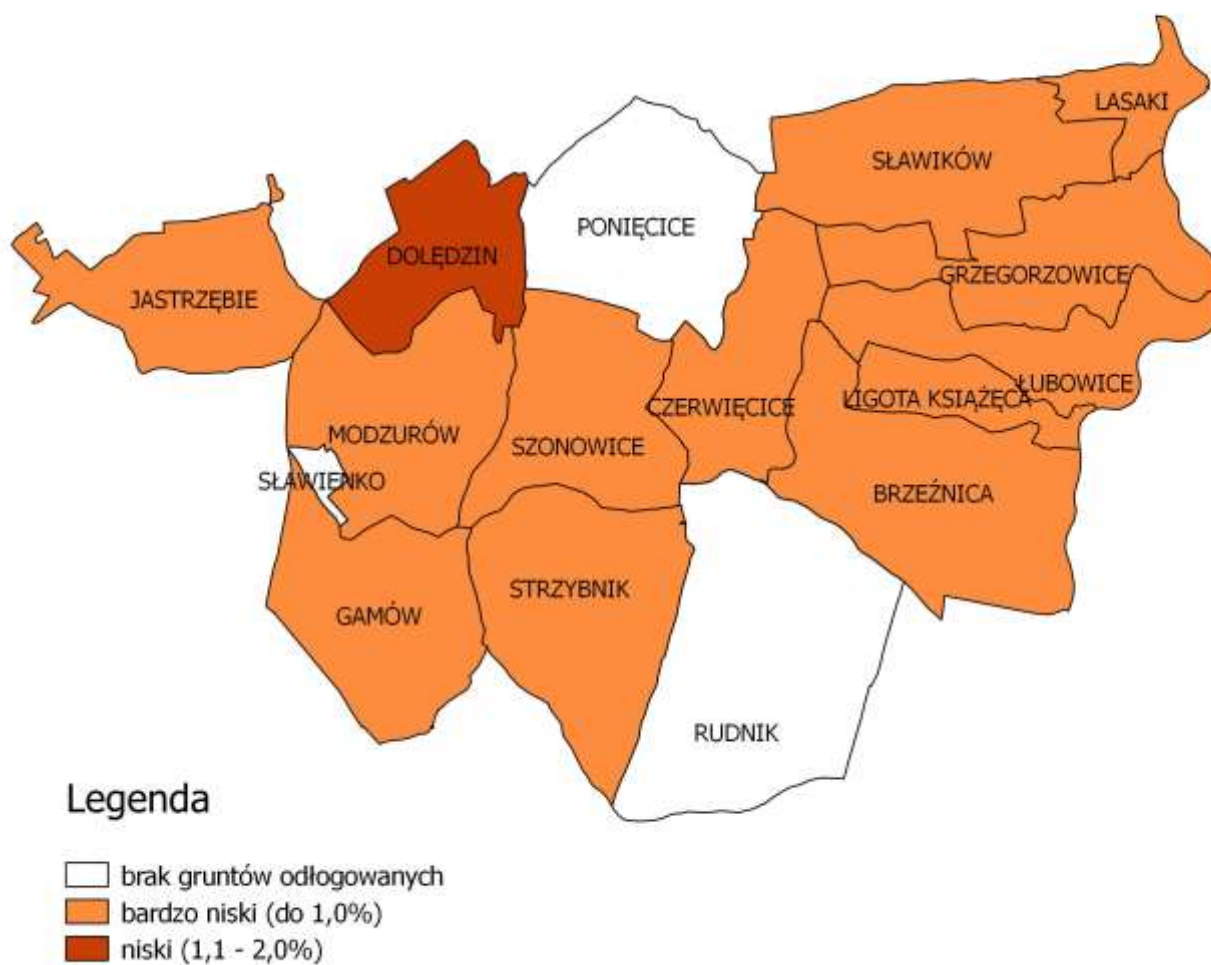 LASAKI
SŁAWIKÓW
PONIĘCICE
DOLĘDZIN
GRZEGORZOWICE
JASTRZĘBIE
ŁUBOWICE
LIGOTA KSIĄŻĘCA
CZERWIĘCICE
MODZURÓW
SZONOWICE
SŁAWIENKO
BRZEŹNICA
STRZYBNIK
GAMÓW
RUDNIK
Legenda
brak gruntów odłogowanych
bardzo niski (do 1,0%)
niski (1,1 - 2,0%)